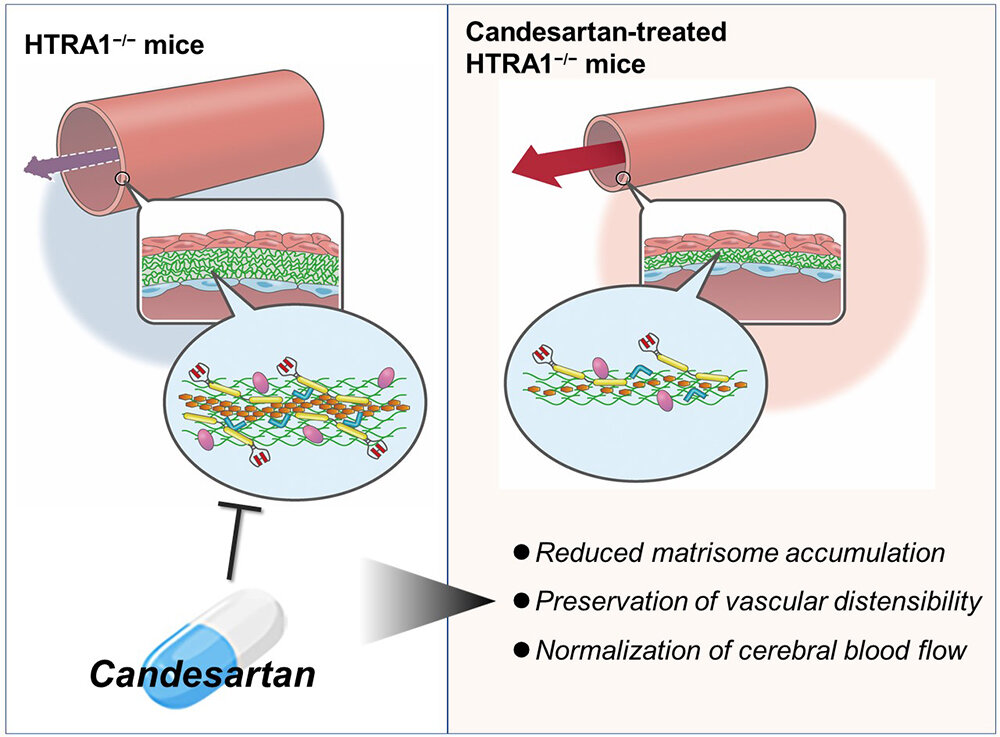 HTRA1−/− mice
H
H
H
H
Candesartan
Candesartan-treated
HTRA1−/− mice
H
H
● Reduced matrisome accumulation
● Preservation of vascular distensibility
● Normalization of cerebral blood flow